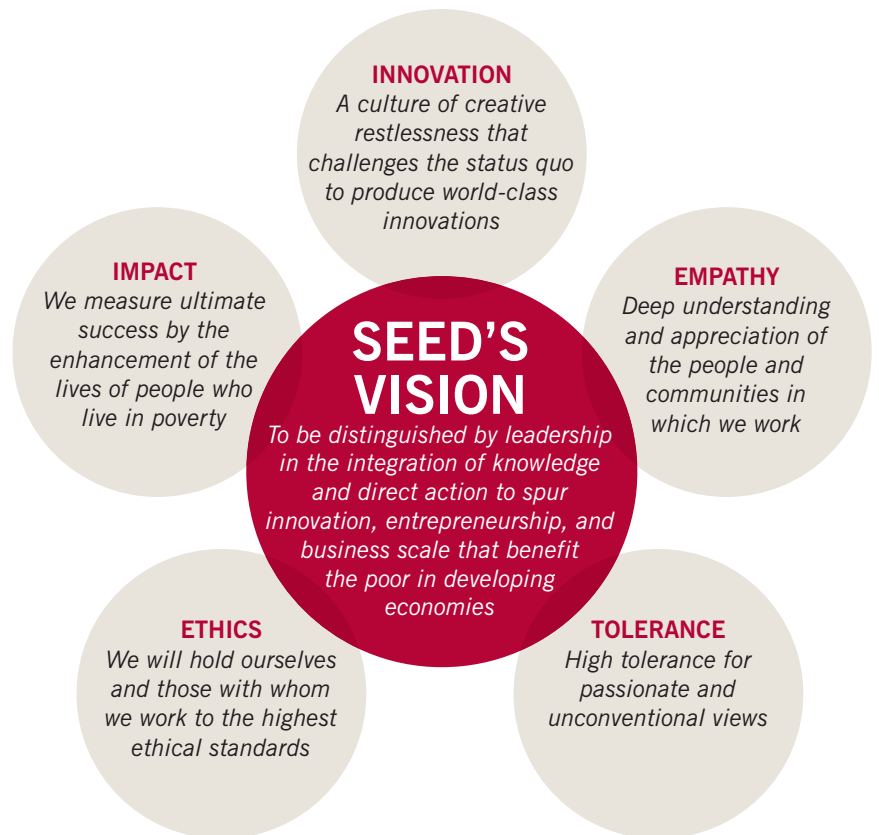 INNOVATION
A culture of creative
restlessness that
challenges the status quo
to produce world-class
innovations
IMPACT
We measure ultimate
success by the
enhancement of the
lives of people who
live in poverty
EMPATHY
Deep understanding
and appreciation of
the people and
communities in
which we work
SEED’S
VISION
To be distinguished by leadership
in the integration of knowledge
and direct action to spur
innovation, entrepreneurship, and
business scale that benefit
the poor in developing
economies
ETHICS
We will hold ourselves
and those with whom
we work to the highest
ethical standards
TOLERANCE
High tolerance for
passionate and
unconventional views